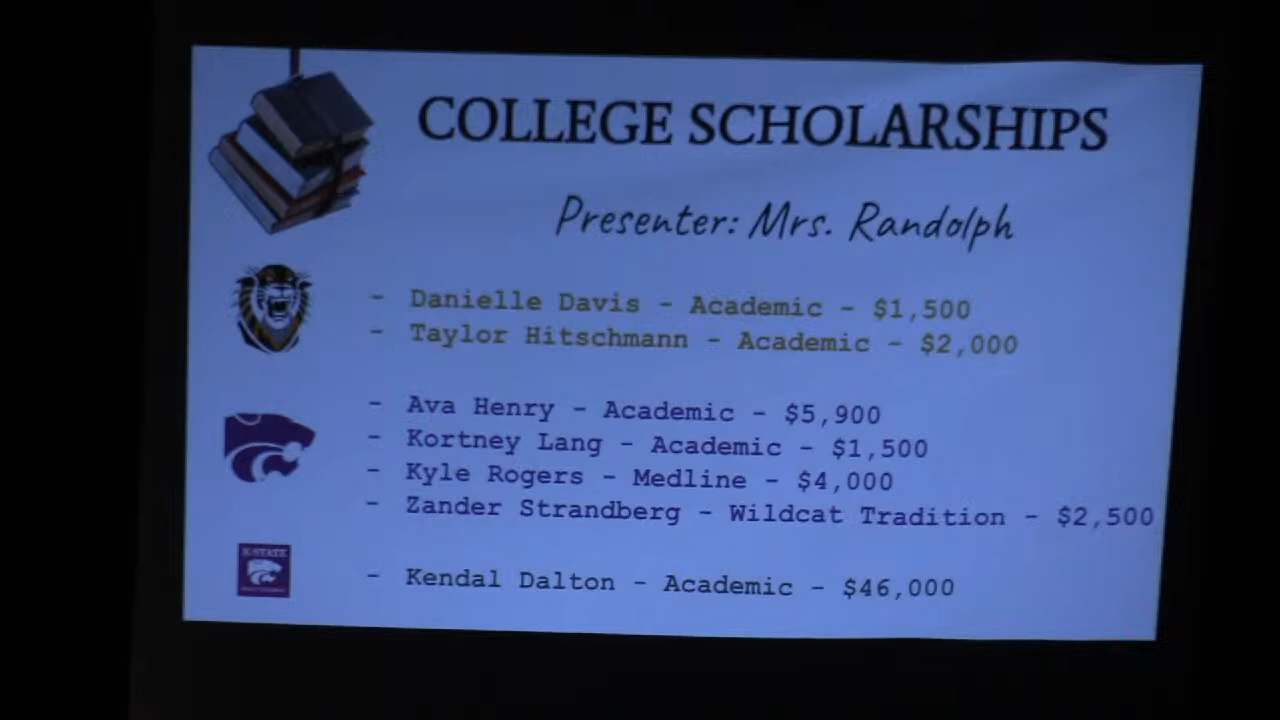 COLLEGE SCHOLARSHIPS
Presenter: Mrs. Randolph
- Danielle Davis - Academic - $1,500
- Taylor Hitschmann - Academic - $2,000
- Ava Henry - Academic - $5,900
- Kortney Lang - Academic - $1,500
- Kyle Rogers - Medline - $4,000
- Zander Strandberg - Wildcat Tradition - $2,500
K-STATE
- Kendal Dalton - Academic - $46,000